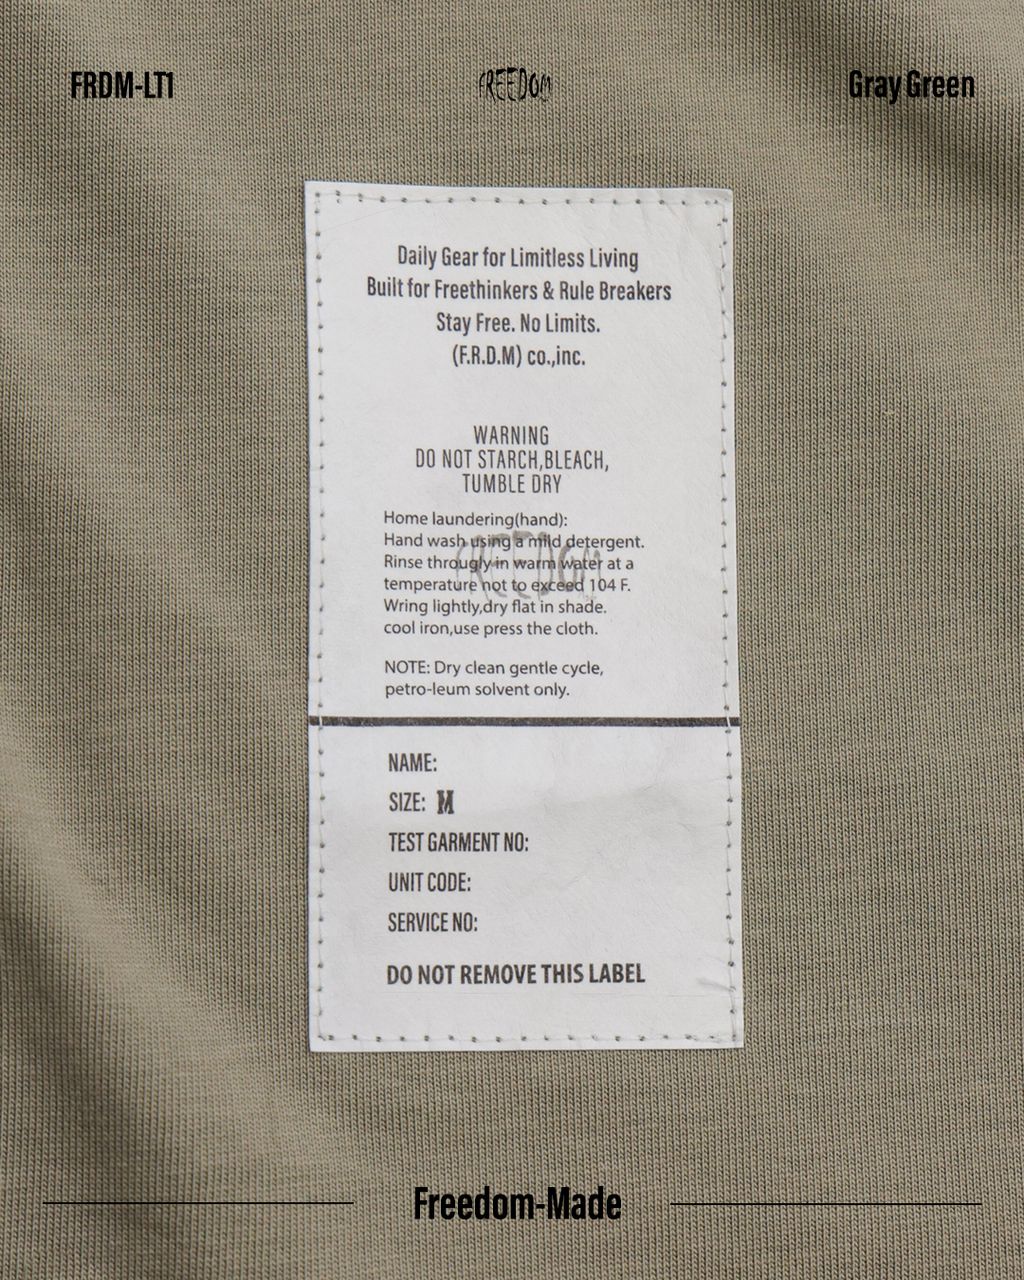 FRDM-LT1
FREEDOM
Gray Green
Daily Gear for Limitless Living
Built for Freethinkers & Rule Breakers
Stay Free. No Limits.
(F.R.D.M) co.,inc.
WARNING
DO NOT STARCH,BLEACH,
TUMBLE DRY
Home laundering(hand):
Hand wash using a mild detergent.
Rinse througly in warm water at a
temperature not to exceed 104 F.
Wring lightly,dry flat in shade.
cool iron,use press the cloth.
FREEDOM
NOTE: Dry clean gentle cycle,
petro-leum solvent only.
NAME:
SIZE: M
TEST GARMENT NO:
UNIT CODE:
SERVICE NO:
DO NOT REMOVE THIS LABEL
Freedom-Made